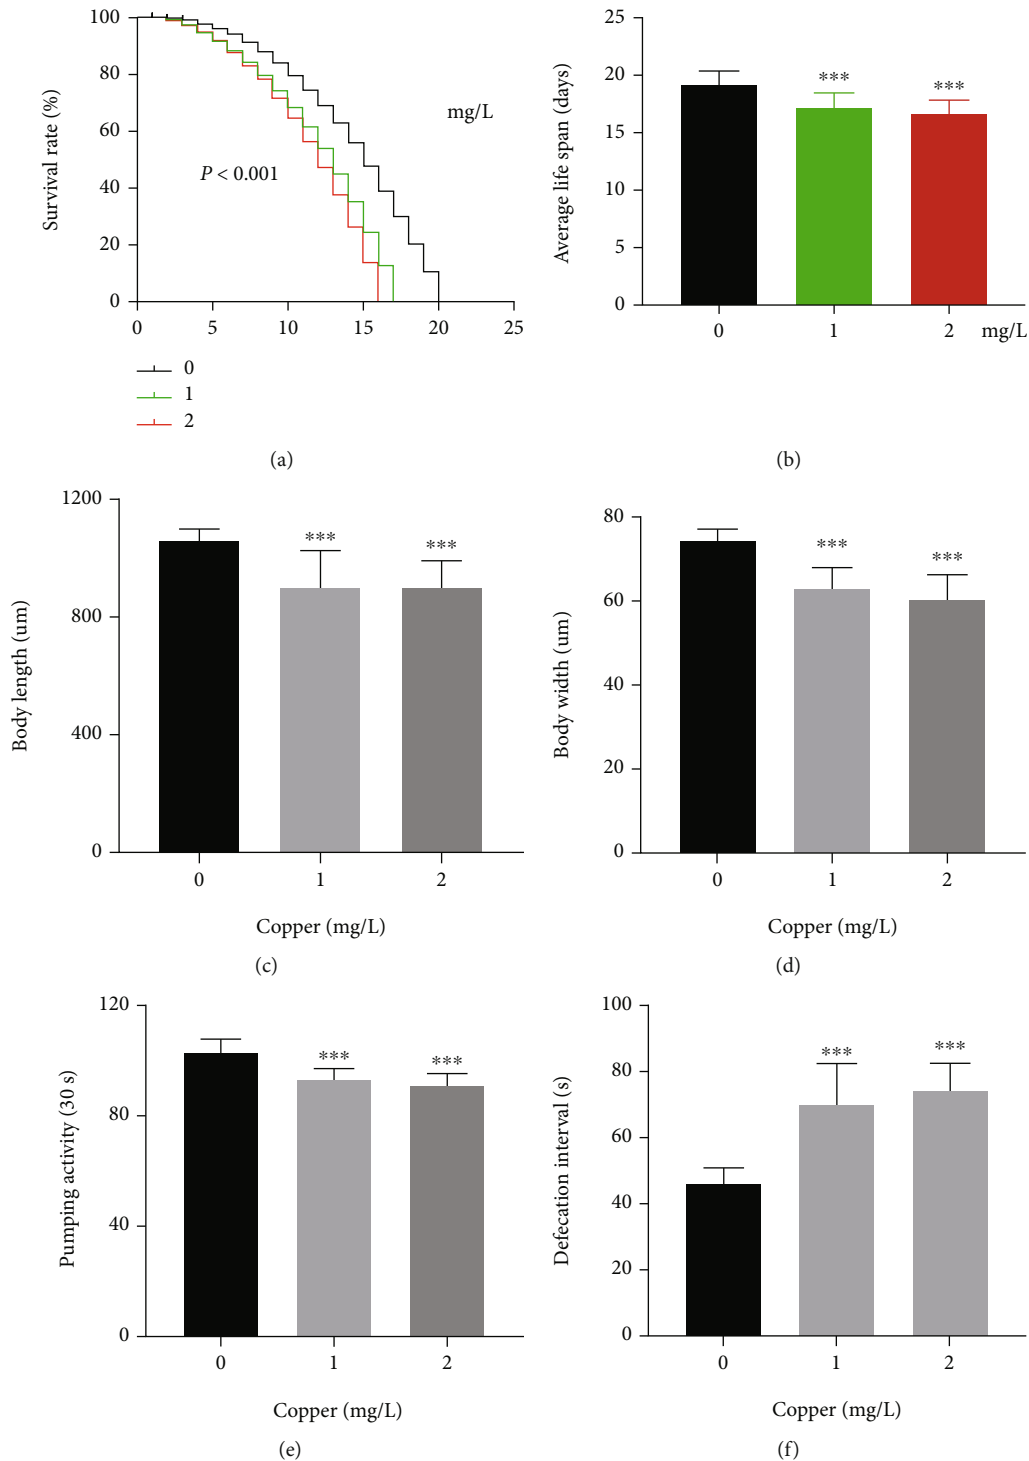 100
80
60
40
20
0
Survival rate (%)
mg/L
P < 0.001
0 5 10 15 20 25
0
1
2
(a)
25
20
15
10
5
0
Average life span (days)
***
***
0 1 2 mg/L
(b)
1200
800
400
0
Body length (um)
***
***
0 1 2
Copper (mg/L)
(c)
80
60
40
20
0
Body width (um)
***
***
0 1 2
Copper (mg/L)
(d)
120
80
40
0
Pumping activity (30 s)
***
***
0 1 2
Copper (mg/L)
(e)
100
80
60
40
20
0
Defecation interval (s)
***
***
0 1 2
Copper (mg/L)
(f)